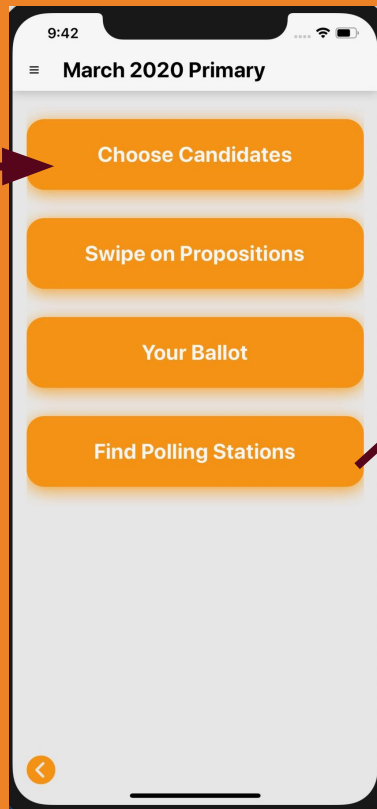 9:42
March 2020 Primary
Choose Candidates
Swipe on Propositions
Your Ballot
Find Polling Stations